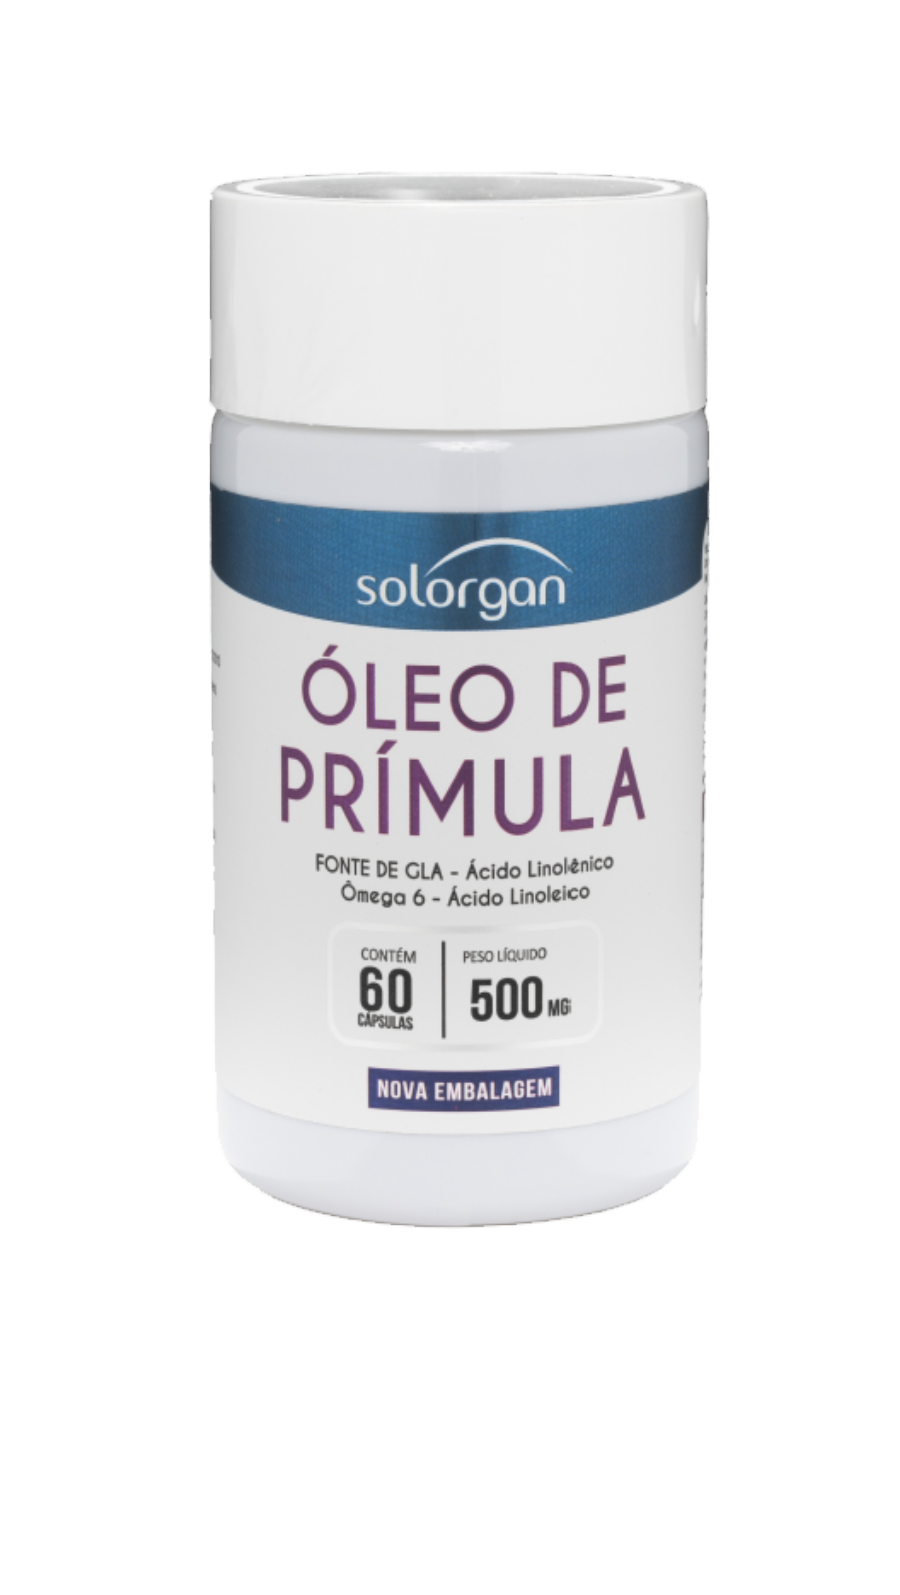 solorgan
ÓLEO DE
PRÍMULA
FONTE DE GLA - Ácido Linolênico
Ômega 6 - Ácido Linoleico
CONTÉM
60
CÁPSULAS
PESO LÍQUIDO
500 MG
NOVA EMBALAGEM